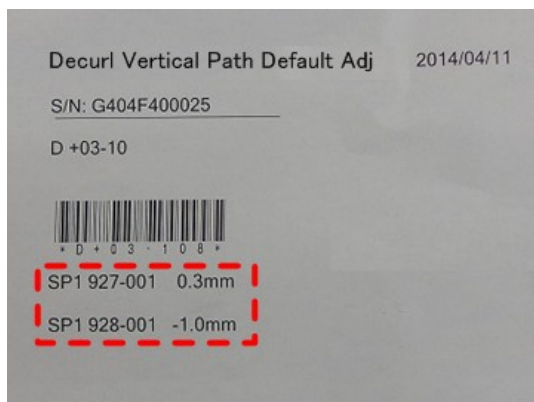 Decurl Vertical Path Default Adj 2014/04/11
S/N: G404F400025
D +03-10
*D+03-108*
SP1 927-001 0.3mm
SP1 928-001 -1.0mm